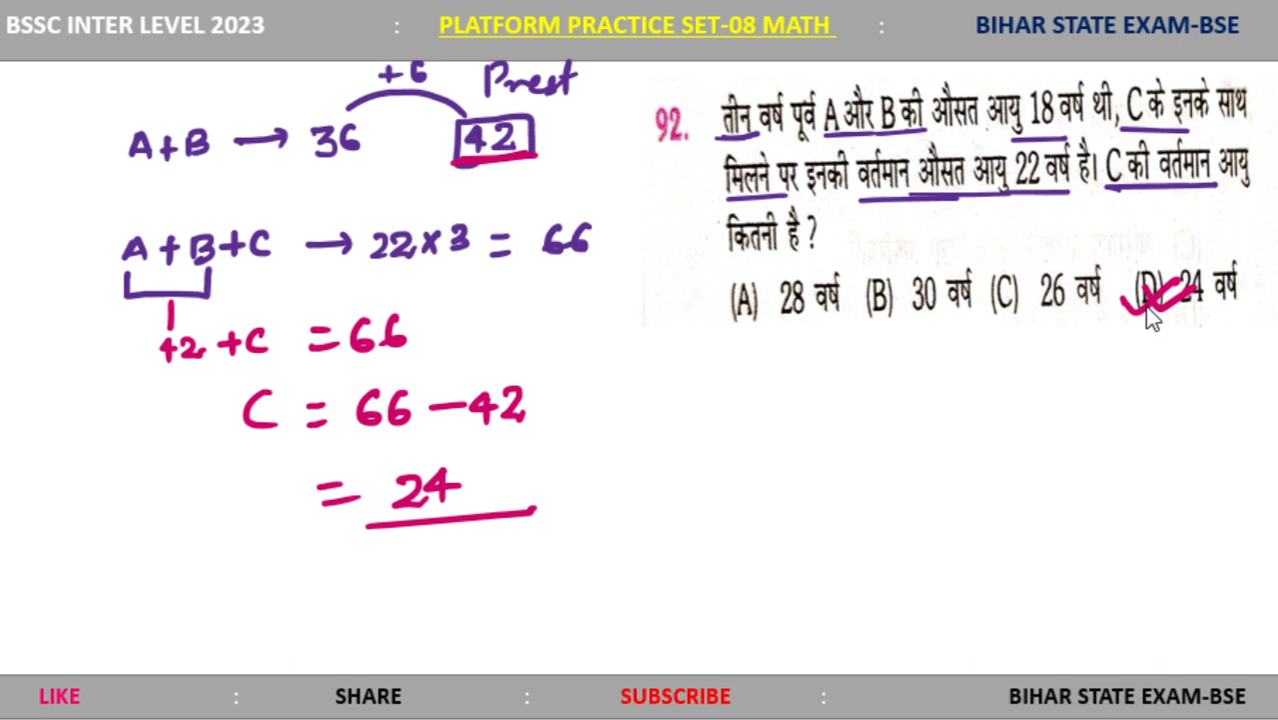 BSSC INTER LEVEL 2023 : PLATFORM PRACTICE SET-08 MATH : BIHAR STATE EXAM-BSE
+6 Prest
A+B → 36 42
A+B+C → 22×3 = 66
42 + C = 66
C = 66 - 42
= 24
92. तीन वर्ष पूर्व A और B की औसत आयु 18 वर्ष थी, C के इनके साथ
मिलने पर इनकी वर्तमान औसत आयु 22 वर्ष है। C की वर्तमान आयु
कितनी है ?
(A) 28 वर्ष (B) 30 वर्ष (C) 26 वर्ष (D) 24 वर्ष
LIKE : SHARE : SUBSCRIBE : BIHAR STATE EXAM-BSE